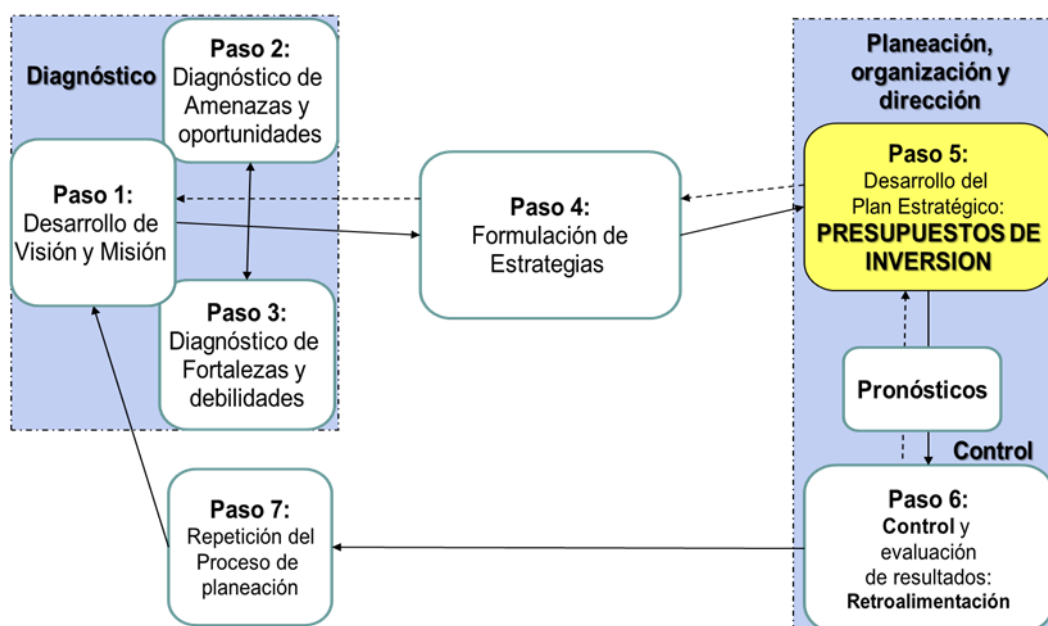 Diagnóstico
Paso 2:
Diagnóstico de
Amenazas y
oportunidades
Paso 1:
Desarrollo de
Visión y Misión
Paso 3:
Diagnóstico de
Fortalezas y
debilidades
Paso 4:
Formulación de
Estrategias
Planeación,
organización y
dirección
Paso 5:
Desarrollo del
Plan Estratégico:
PRESUPUESTOS DE
INVERSION
Pronósticos
Control
Paso 6:
Control y
evaluación
de resultados:
Retroalimentación
Paso 7:
Repetición del
Proceso de
planeación